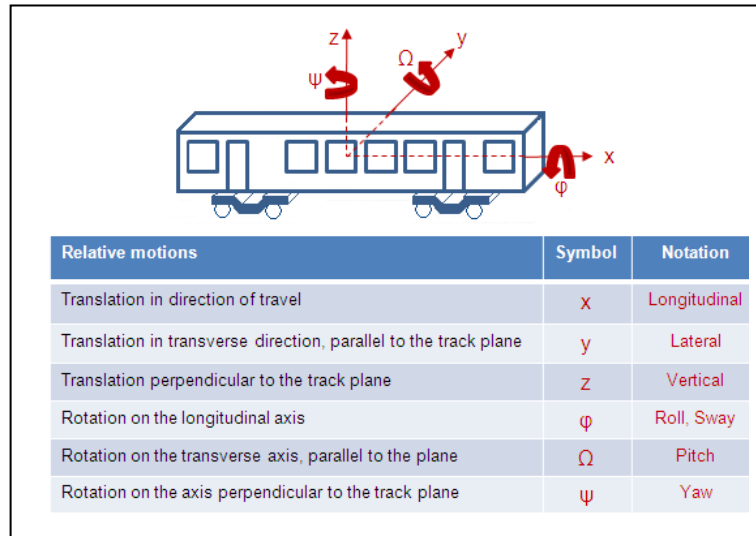 z
y
Ω
ψ
x
φ
Relative motions Symbol Notation
Translation in direction of travel x Longitudinal
Translation in transverse direction, parallel to the track plane y Lateral
Translation perpendicular to the track plane z Vertical
Rotation on the longitudinal axis φ Roll, Sway
Rotation on the transverse axis, parallel to the plane Ω Pitch
Rotation on the axis perpendicular to the track plane ψ Yaw